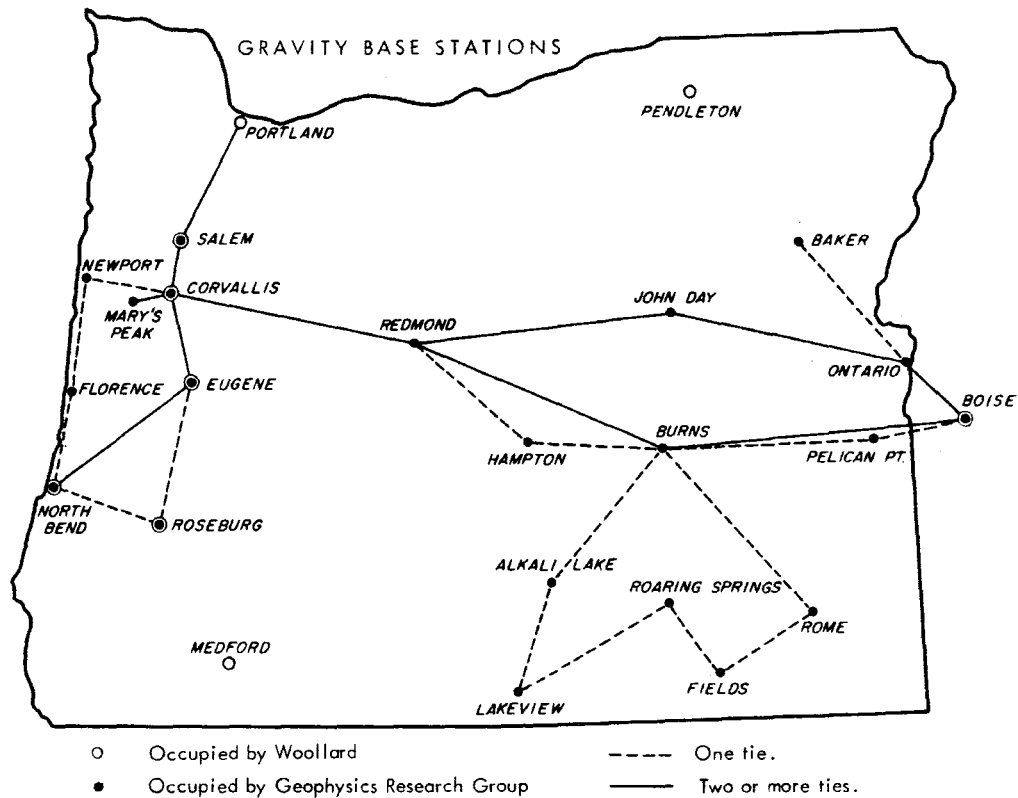 GRAVITY BASE STATIONS
PENDLETON
PORTLAND
SALEM
BAKER
NEWPORT
CORVALLIS
MARY'S
PEAK
JOHN DAY
REDMOND
ONTARIO
FLORENCE
EUGENE
BOISE
BURNS
HAMPTON
PELICAN PT.
NORTH
BEND
ROSEBURG
ALKALI LAKE
ROARING SPRINGS
ROME
MEDFORD
FIELDS
LAKEVIEW
Occupied by Woollard
One tie.
Occupied by Geophysics Research Group
Two or more ties.